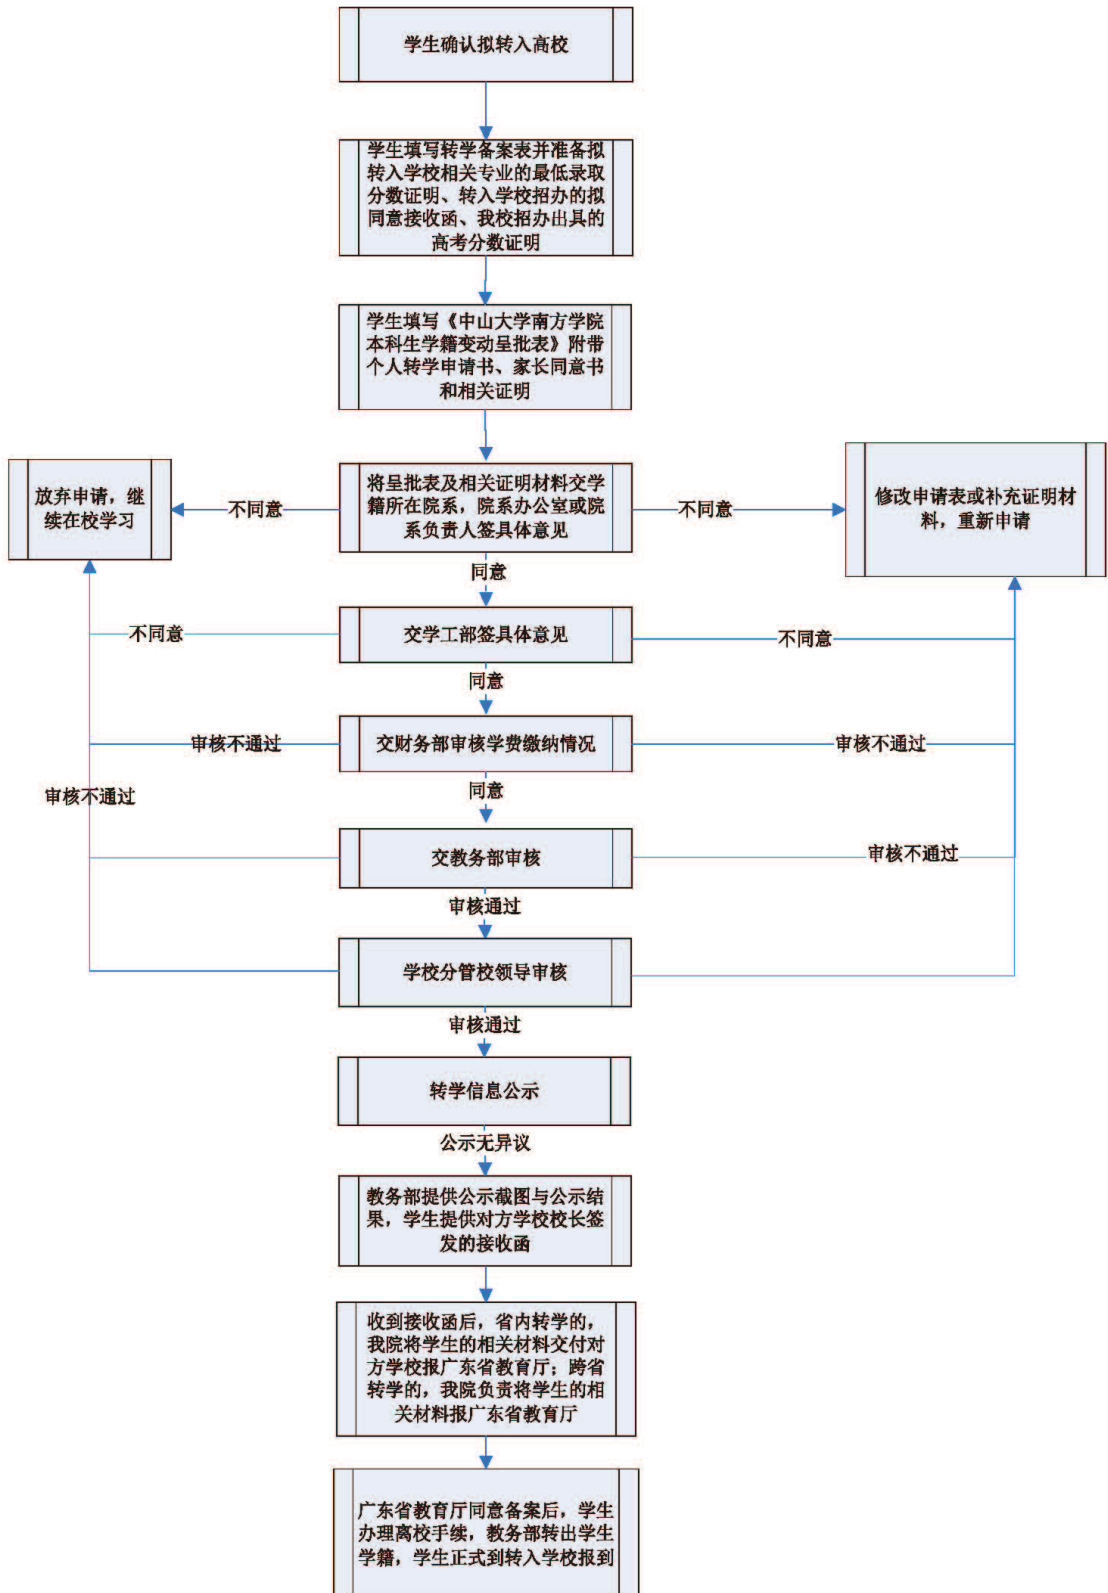 学生确认拟转入高校
学生填写转学备案表并准备拟
转入学校相关专业的最低录取
分数证明、转入学校招办的拟
同意接收函、我校招办出具的
高考分数证明
学生填写《中山大学南方学院
本科生学籍变动呈批表》附带
个人转学申请书、家长同意书
和相关证明
放弃申请，继
续在校学习
不同意
将呈批表及相关证明材料交学
籍所在院系，院系办公室或院
系负责人签具体意见
不同意
修改申请表或补充证明材
料，重新申请
同意
不同意
交学工部签具体意见
不同意
同意
审核不通过
交财务部审核学费缴纳情况
审核不通过
同意
审核不通过
交教务部审核
审核不通过
审核通过
学校分管校领导审核
审核通过
转学信息公示
公示无异议
教务部提供公示截图与公示结
果，学生提供对方学校校长签
发的接收函
收到接收函后，省内转学的，
我院将学生的相关材料交付对
方学校报广东省教育厅；跨省
转学的，我院负责将学生的相
关材料报广东省教育厅
广东省教育厅同意备案后，学生
办理离校手续，教务部转出学生
学籍，学生正式到转入学校报到